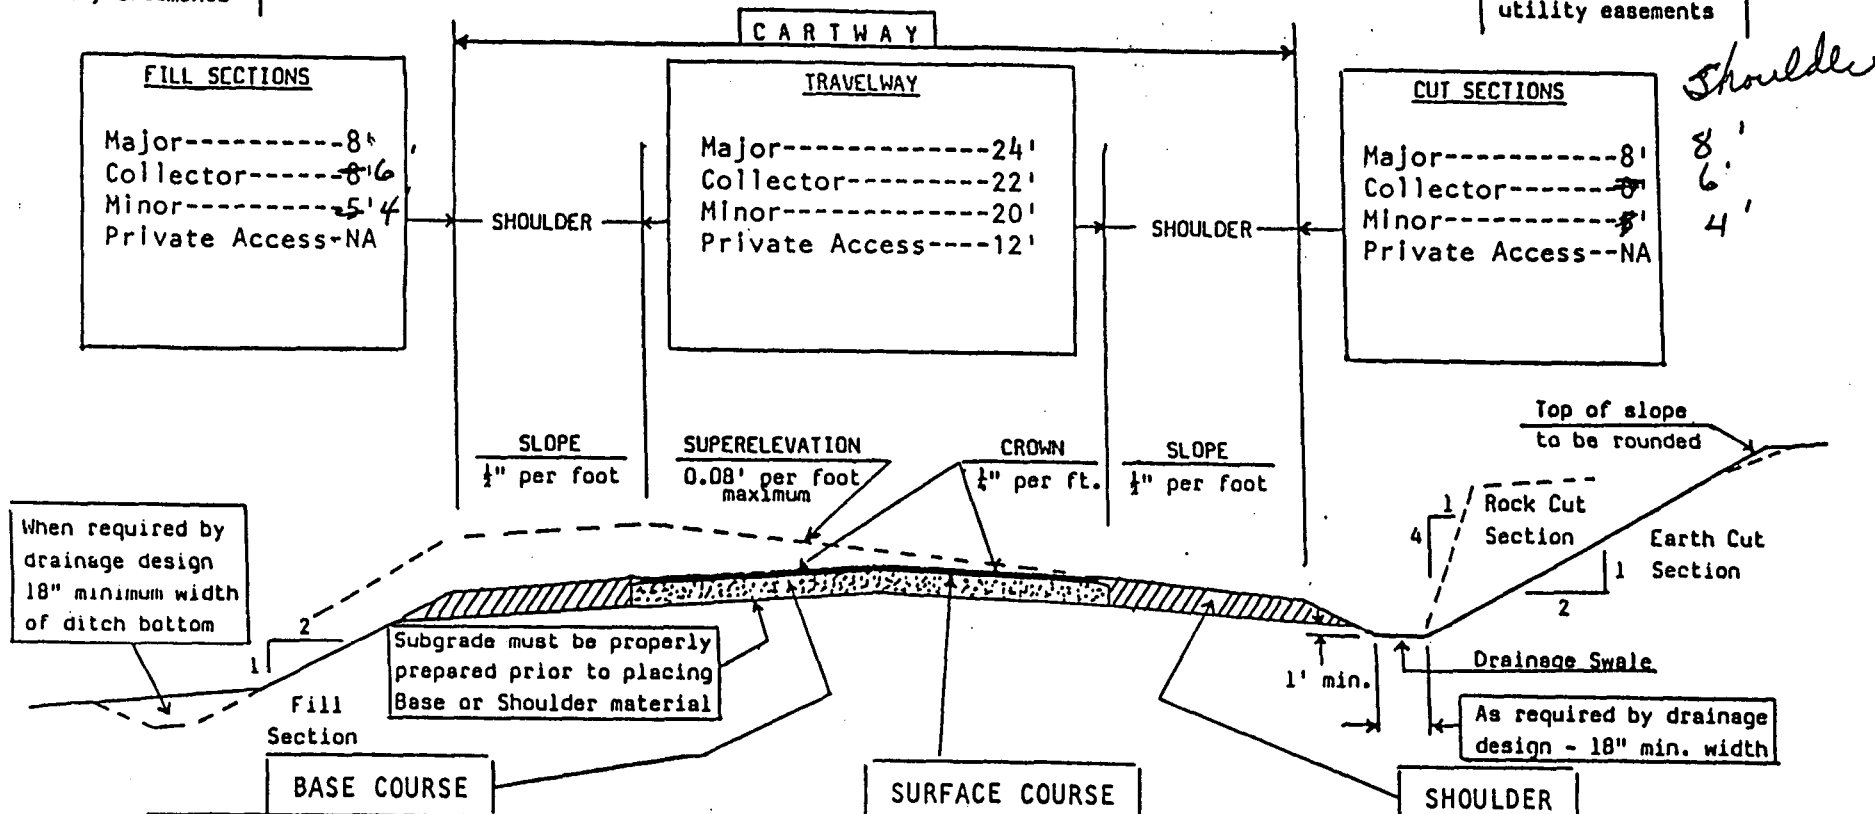 utility easements
CARTWAY
FILL SECTIONS
Major----------8'
Collector------8'6
Minor----------5'4
Private Access-NA
TRAVELWAY
Major-------------24'
Collector---------22'
Minor-------------20'
Private Access----12'
CUT SECTIONS
Major-----------8'
Collector-------8'
Minor-----------
Private Access--NA
Shoulder
8'
6'
4'
SHOULDER
SHOULDER
SLOPE
½" per foot
SUPERELEVATION
0.08' per foot
maximum
CROWN
¼" per ft.
SLOPE
½" per foot
Top of slope
to be rounded
When required by
drainage design
18" minimum width
of ditch bottom
2
1
Fill
Section
Subgrade must be properly
prepared prior to placing
Base or Shoulder material
1
4
Rock Cut
Section
Earth Cut
Section
1
2
1' min.
Drainage Swale
As required by drainage
design - 18" min. width
BASE COURSE
SURFACE COURSE
SHOULDER